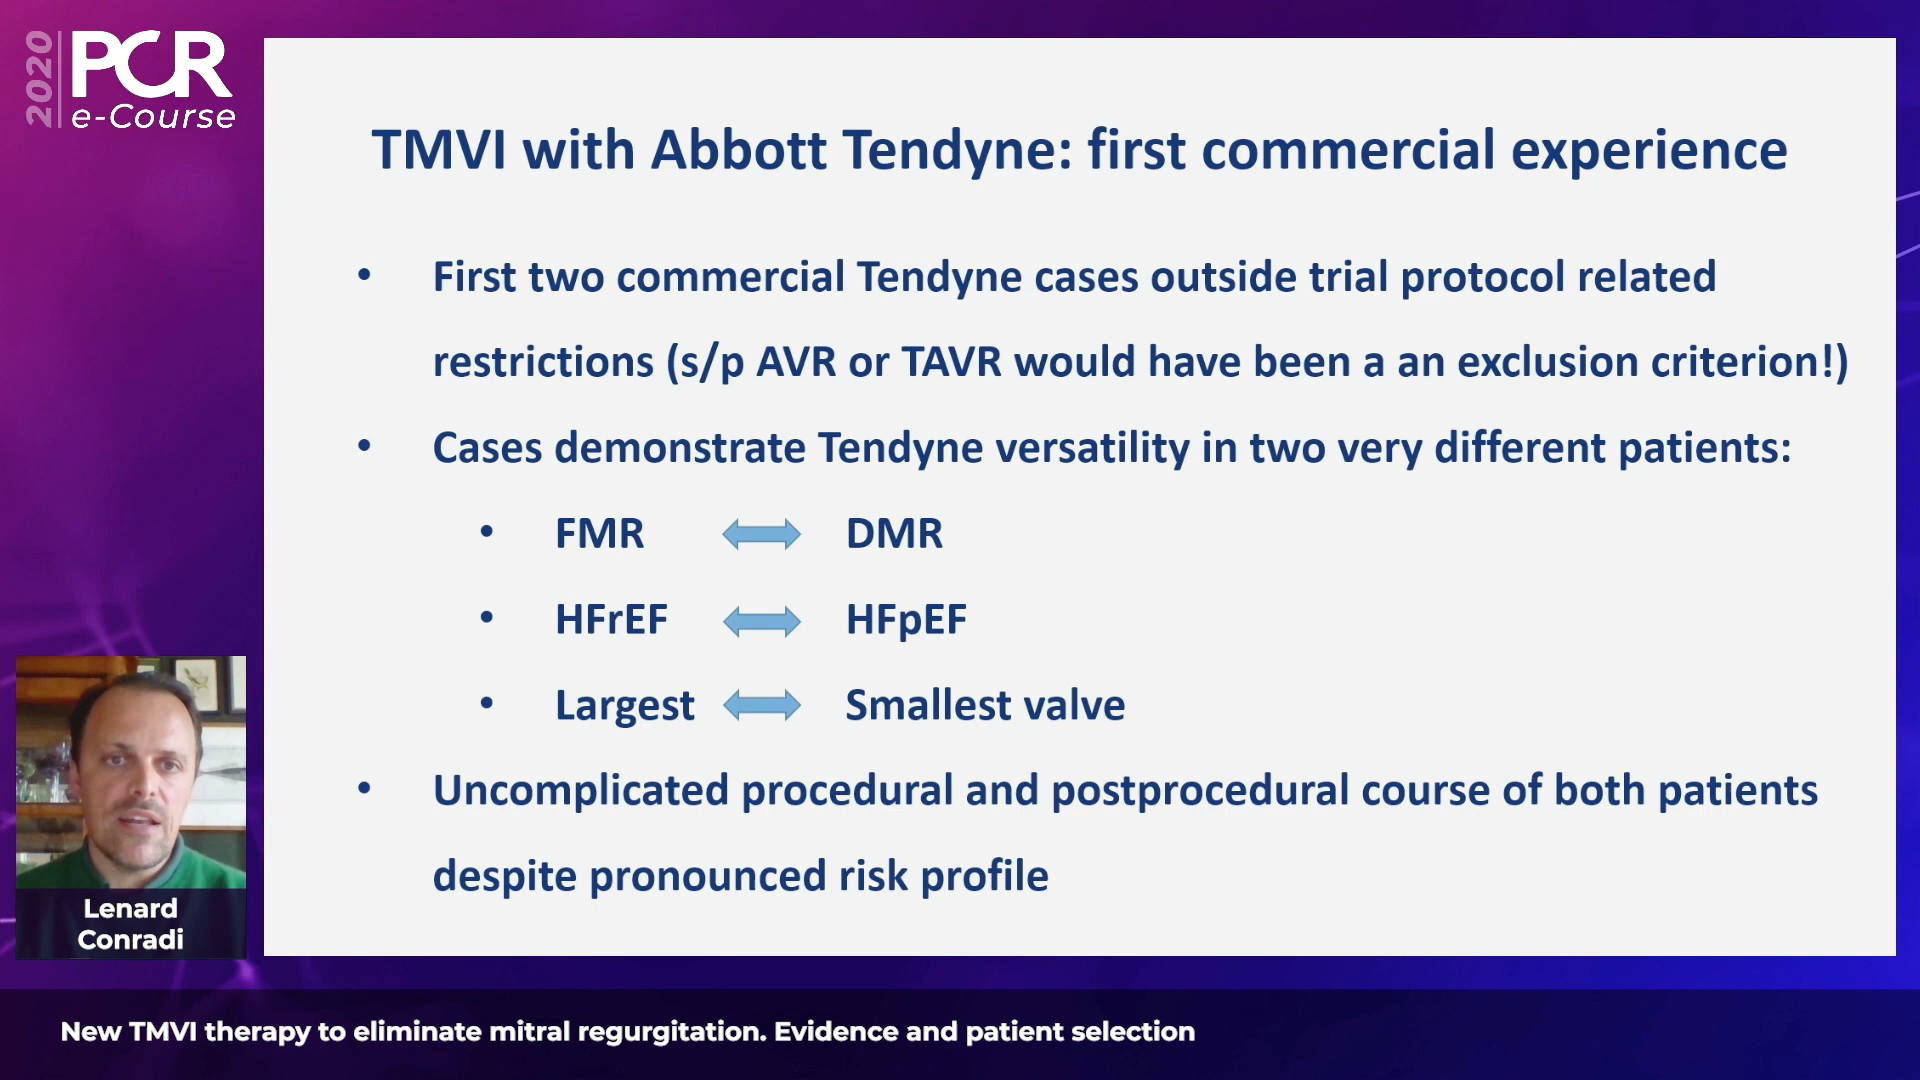 2020
PCR
e-Course
TMVI with Abbott Tendyne: first commercial experience
• First two commercial Tendyne cases outside trial protocol related
restrictions (s/p AVR or TAVR would have been a an exclusion criterion!)
• Cases demonstrate Tendyne versatility in two very different patients:
• FMR DMR
• HFrEF HFpEF
• Largest Smallest valve
• Uncomplicated procedural and postprocedural course of both patients
despite pronounced risk profile
Lenard
Conradi
New TMVI therapy to eliminate mitral regurgitation. Evidence and patient selection